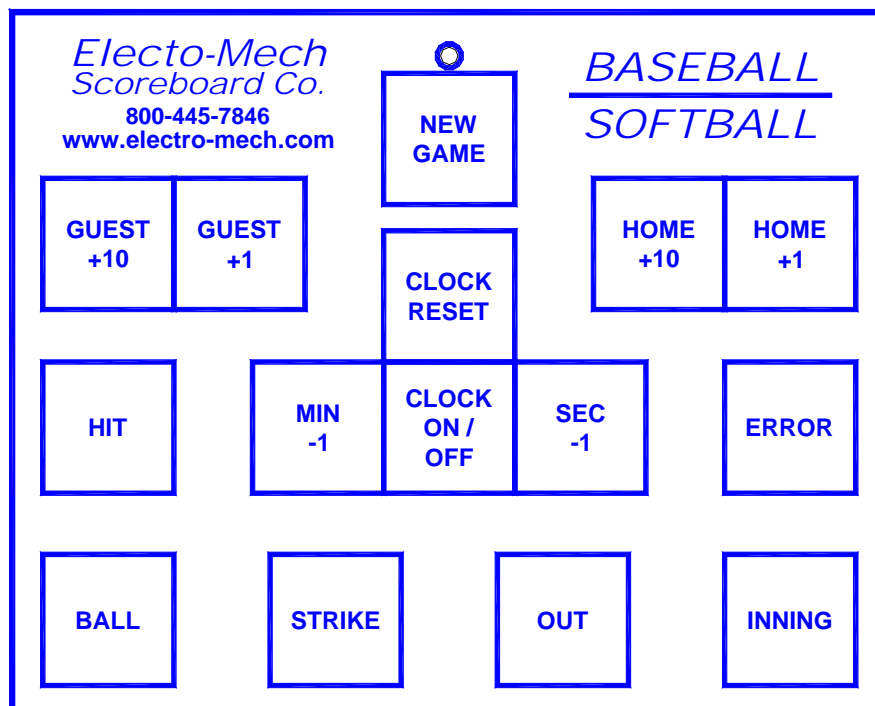 Electo-Mech
Scoreboard Co.
800-445-7846
www.electro-mech.com
BASEBALL
SOFTBALL
NEW
GAME
GUEST
+10
GUEST
+1
HOME
+10
HOME
+1
CLOCK
RESET
HIT
MIN
-1
CLOCK
ON /
OFF
SEC
-1
ERROR
BALL
STRIKE
OUT
INNING